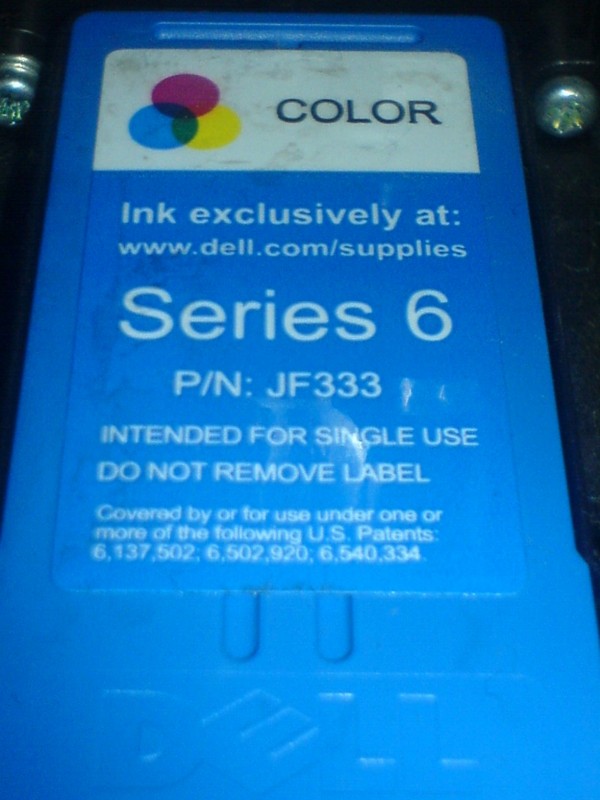 COLOR
Ink exclusively at:
www.dell.com/supplies
Series 6
P/N: JF333
INTENDED FOR SINGLE USE
DO NOT REMOVE LABEL
Covered by or for use under one or
more of the following U.S. Patents:
6,137,502; 6,502,920; 6,540,334.
DELL